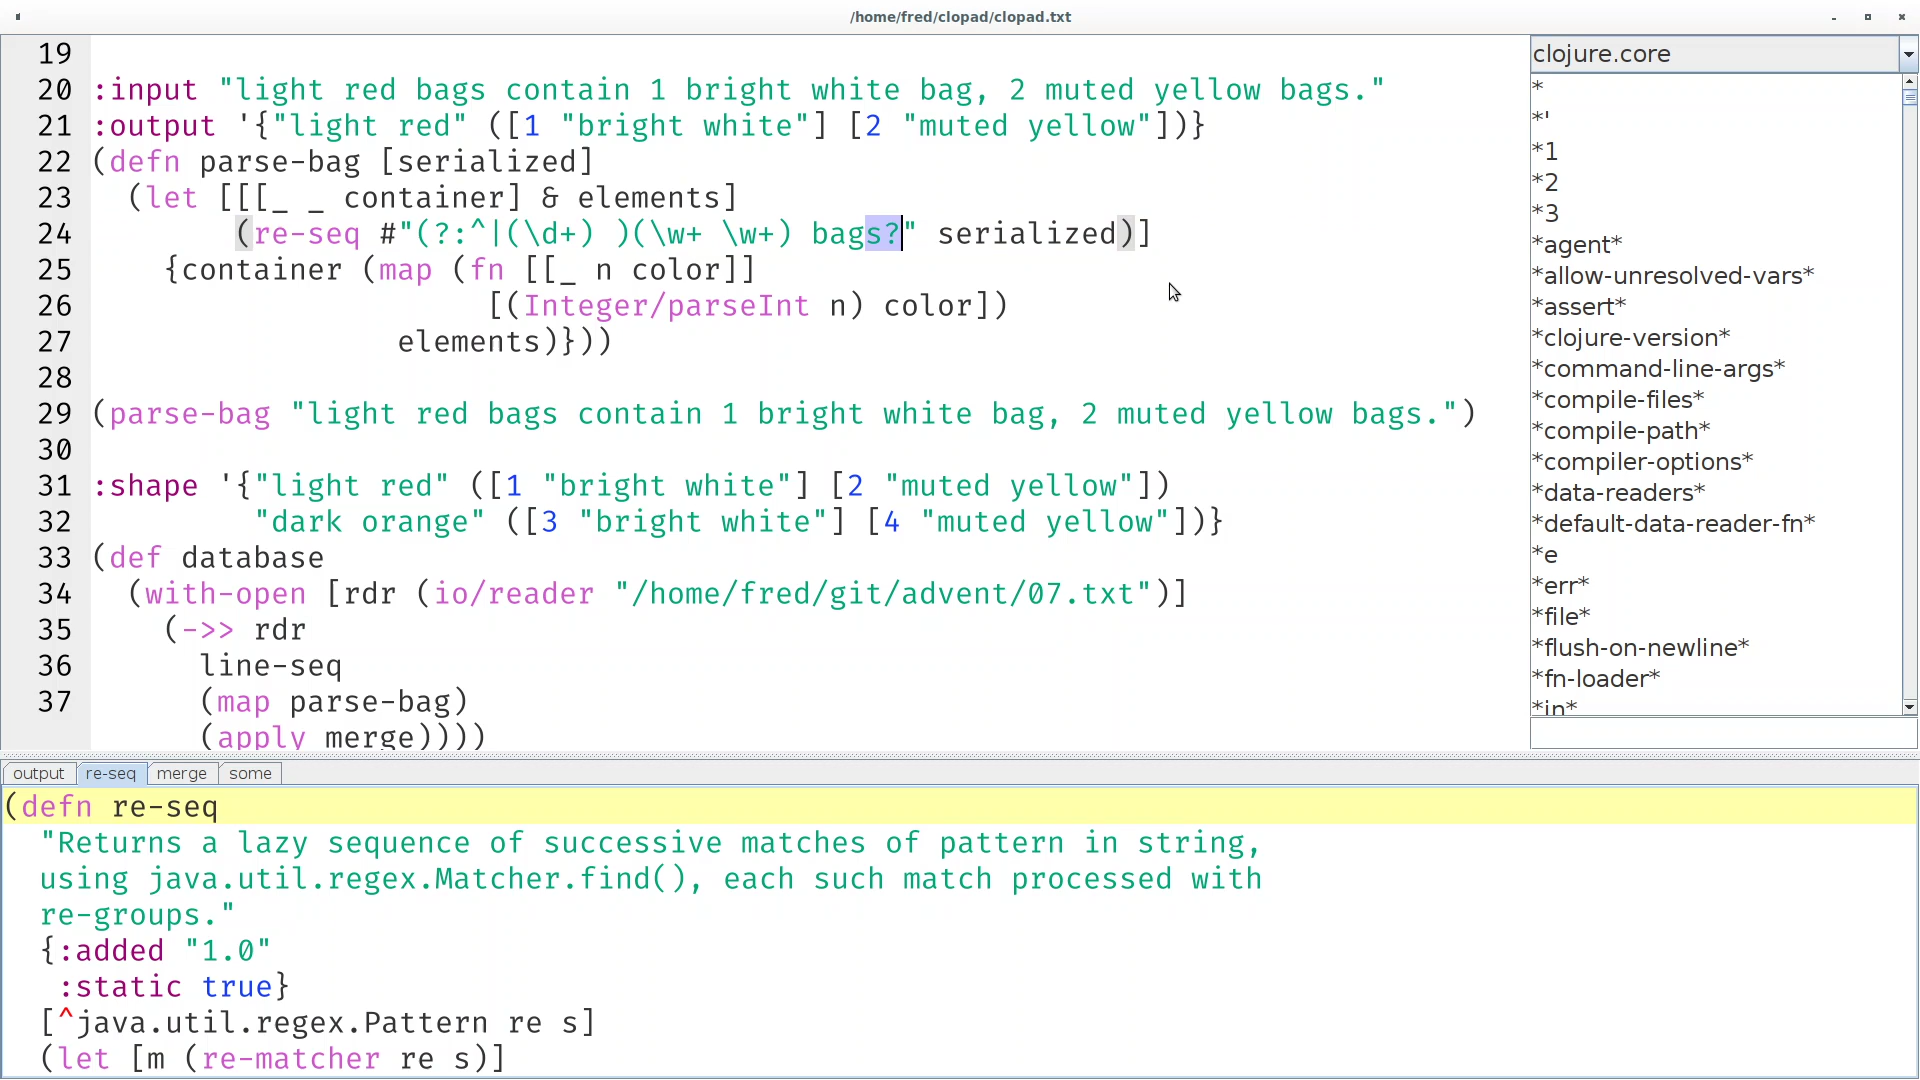 /home/fred/clopad/clopad.txt
19
20 :input "light red bags contain 1 bright white bag, 2 muted yellow bags."
21 :output '{"light red" ([1 "bright white"] [2 "muted yellow"])}
22 (defn parse-bag [serialized]
23   (let [[[_ _ container] & elements]
24         (re-seq #"(?:^|(\d+) )(\w+ \w+) bags?" serialized)]
25     {container (map (fn [[_ n color]]
26                       [(Integer/parseInt n) color])
27                  elements)}))
28
29 (parse-bag "light red bags contain 1 bright white bag, 2 muted yellow bags.")
30
31 :shape '{"light red" ([1 "bright white"] [2 "muted yellow"])
32          "dark orange" ([3 "bright white"] [4 "muted yellow"])}
33 (def database
34   (with-open [rdr (io/reader "/home/fred/git/advent/07.txt")]
35     (->> rdr
36       line-seq
37       (map parse-bag)
      (apply merge))))
clojure.core
*
*'
*1
*2
*3
*agent*
*allow-unresolved-vars*
*assert*
*clojure-version*
*command-line-args*
*compile-files*
*compile-path*
*compiler-options*
*data-readers*
*default-data-reader-fn*
*e
*err*
*file*
*flush-on-newline*
*fn-loader*
*in*
output re-seq merge some
(defn re-seq
  "Returns a lazy sequence of successive matches of pattern in string,
  using java.util.regex.Matcher.find(), each such match processed with
  re-groups."
  {:added "1.0"
   :static true}
  [^java.util.regex.Pattern re s]
  (let [m (re-matcher re s)]